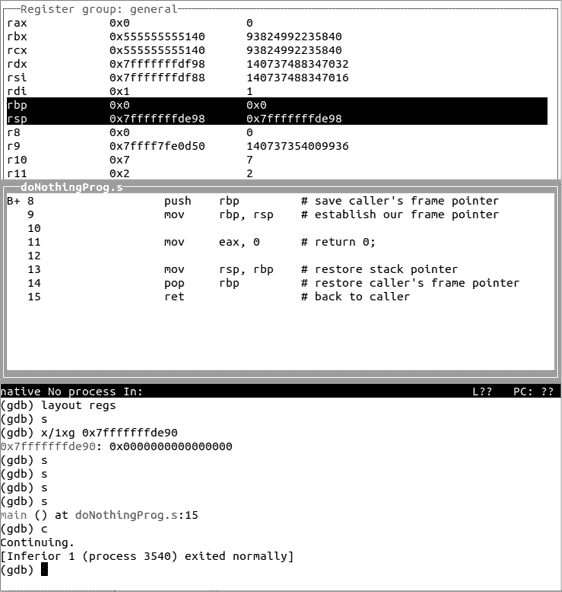 Register group: general
rax 0x0 0
rbx 0x555555555140 93824992235840
rcx 0x555555555140 93824992235840
rdx 0x7fffffffdf98 140737488347032
rsi 0x7fffffffdf88 140737488347016
rdi 0x1 1
rbp 0x0 0x0
rsp 0x7fffffffde98 0x7fffffffde98
r8 0x0 0
r9 0x7ffff7fe0d50 140737354009936
r10 0x7 7
r11 0x2 2
doNothingProg.s
B+ 8 push rbp # save caller's frame pointer
9 mov rbp, rsp # establish our frame pointer
10
11 mov eax, 0 # return 0;
12
13 mov rsp, rbp # restore stack pointer
14 pop rbp # restore caller's frame pointer
15 ret # back to caller
native No process In: L?? PC: ??
(gdb) layout regs
(gdb) s
(gdb) x/1xg 0x7fffffffde90
0x7fffffffde90: 0x0000000000000000
(gdb) s
(gdb) s
(gdb) s
(gdb) s
main () at doNothingProg.s:15
(gdb) c
Continuing.
[Inferior 1 (process 3540) exited normally]
(gdb)